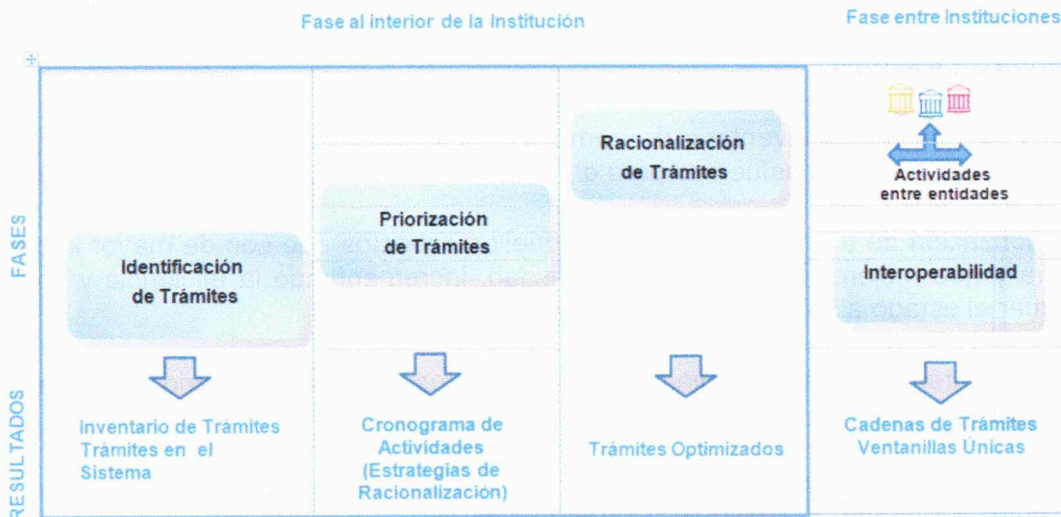 Fase al interior de la Institución
Fase entre Instituciones
FASES
Identificación
de Trámites
Priorización
de Trámites
Racionalización
de Trámites
Actividades
entre entidades
Interoperabilidad
RESULTADOS
Inventario de Trámites
Trámites en el
Sistema
Cronograma de
Actividades
(Estrategias de
Racionalización)
Trámites Optimizados
Cadenas de Trámites
Ventanillas Únicas